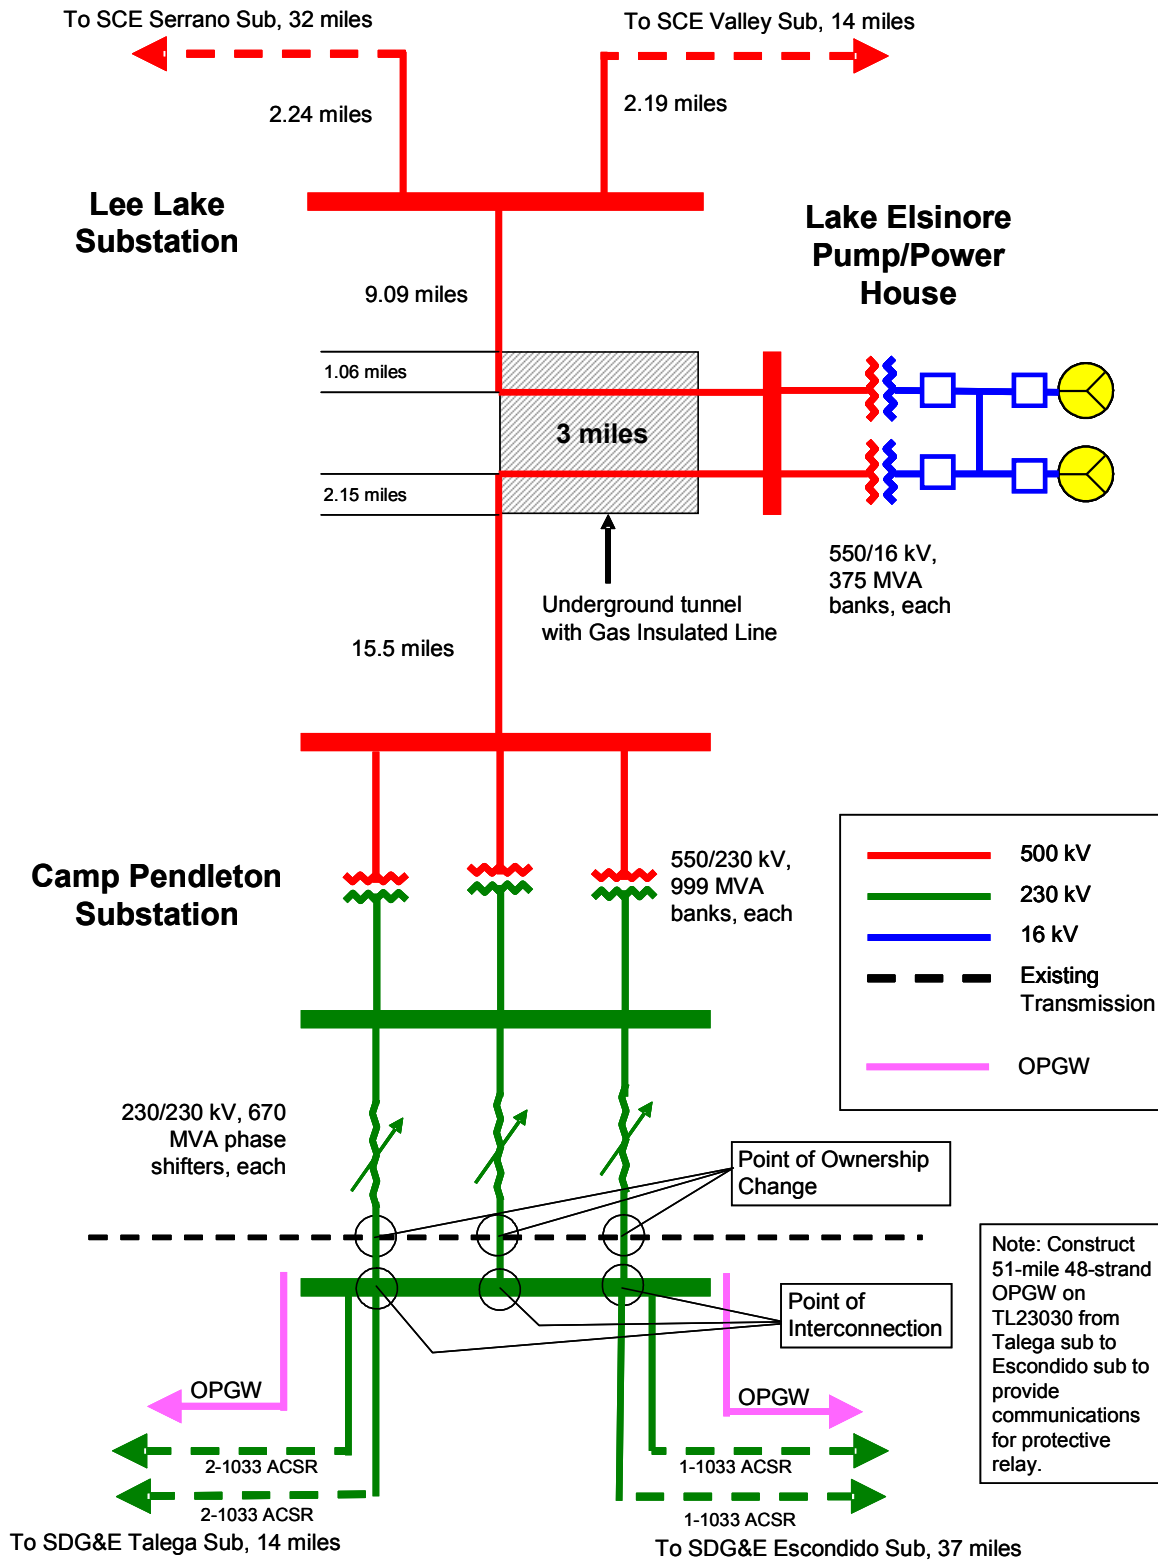 To SCE Serrano Sub, 32 miles
To SCE Valley Sub, 14 miles
2.24 miles
2.19 miles
Lee Lake
Substation
Lake Elsinore
Pump/Power
House
9.09 miles
1.06 miles
3 miles
2.15 miles
550/16 kV,
375 MVA
banks, each
Underground tunnel
with Gas Insulated Line
15.5 miles
Camp Pendleton
Substation
550/230 kV,
999 MVA
banks, each
500 kV
230 kV
16 kV
Existing
Transmission
OPGW
230/230 kV, 670
MVA phase
shifters, each
Point of Ownership
Change
Point of
Interconnection
Note: Construct
51-mile 48-strand
OPGW on
TL23030 from
Talega sub to
Escondido sub to
provide
communications
for protective
relay.
OPGW
OPGW
2-1033 ACSR
1-1033 ACSR
2-1033 ACSR
1-1033 ACSR
To SDG&E Talega Sub, 14 miles
To SDG&E Escondido Sub, 37 miles